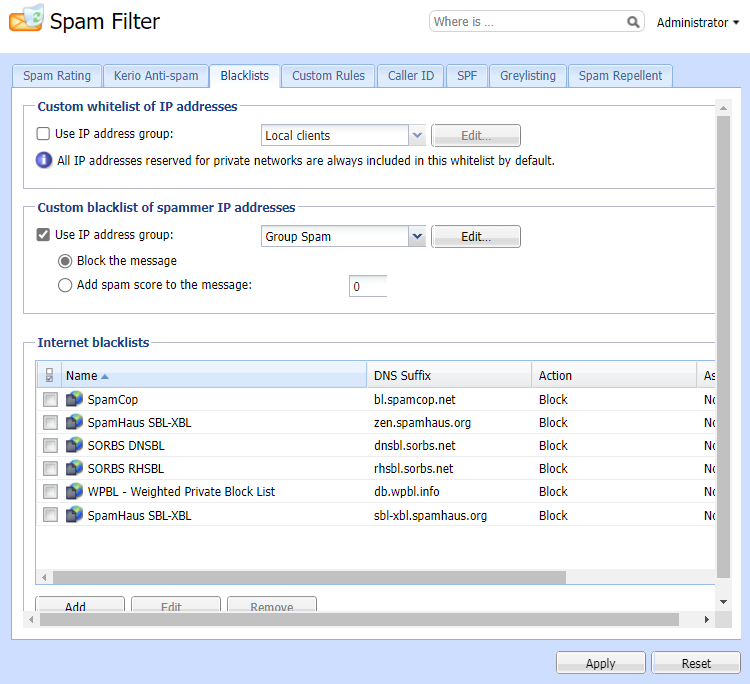 Spam Filter
Where is ...
Administrator
Spam Rating Kerio Anti-spam Blacklists Custom Rules Caller ID SPF Greylisting Spam Repellent
Custom whitelist of IP addresses
Use IP address group: Local clients Edit...
All IP addresses reserved for private networks are always included in this whitelist by default.
Custom blacklist of spammer IP addresses
Use IP address group: Group Spam Edit...
Block the message
Add spam score to the message: 0
Internet blacklists
Name DNS Suffix Action As
SpamCop bl.spamcop.net Block No
SpamHaus SBL-XBL zen.spamhaus.org Block No
SORBS DNSBL dnsbl.sorbs.net Block No
SORBS RHSBL rhsbl.sorbs.net Block No
WPBL - Weighted Private Block List db.wpbl.info Block No
SpamHaus SBL-XBL sbl-xbl.spamhaus.org Block No
Add Edit Remove
Apply Reset